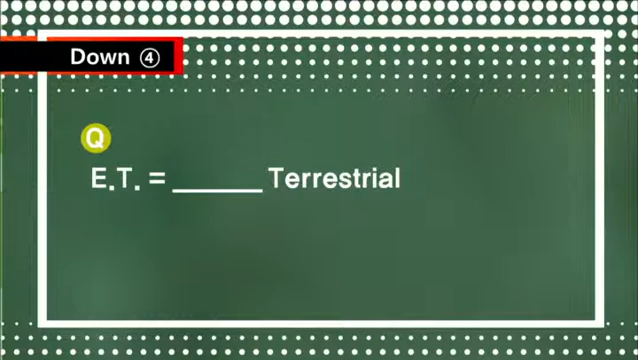 Down ④
Q
E.T. = ______ Terrestrial